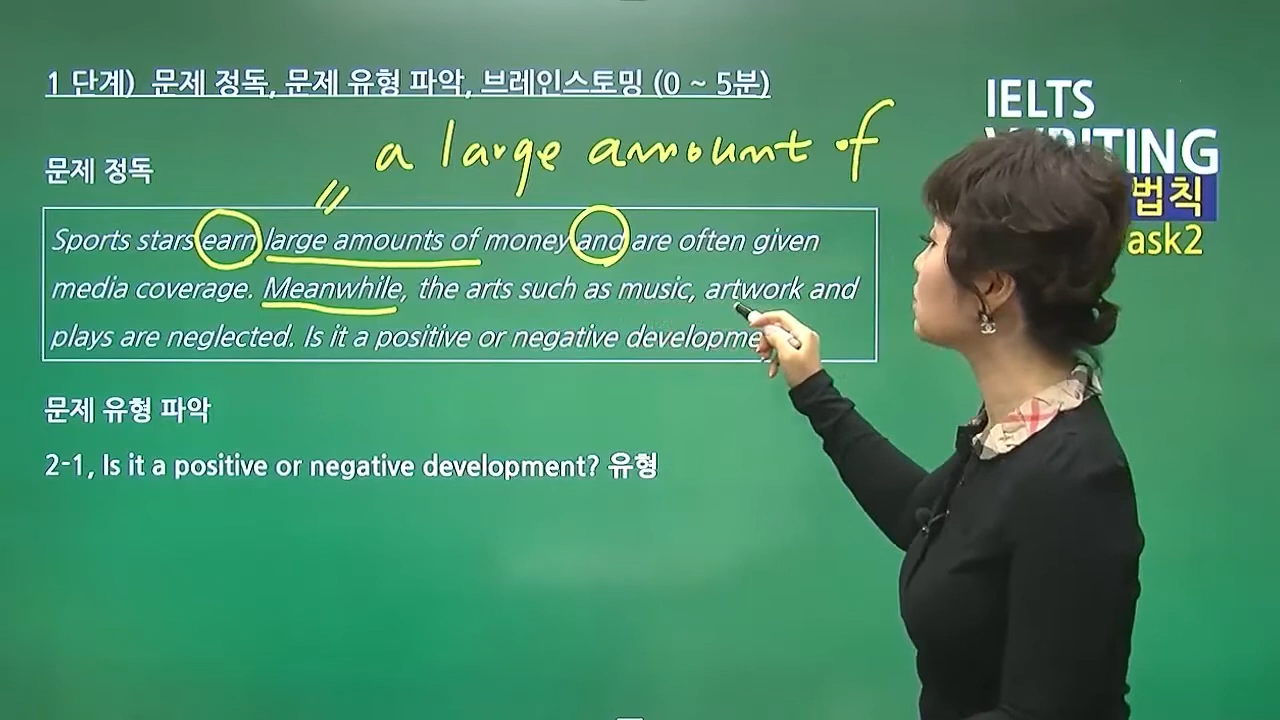 1 단계) 문제 정독, 문제 유형 파악, 브레인스토밍 (0 ~ 5분)
IELTS
WRITING
법칙
ask2
문제 정독
a large amount of
Sports stars earn large amounts of money and are often given
media coverage. Meanwhile, the arts such as music, artwork and
plays are neglected. Is it a positive or negative developme
문제 유형 파악
2-1, Is it a positive or negative development? 유형